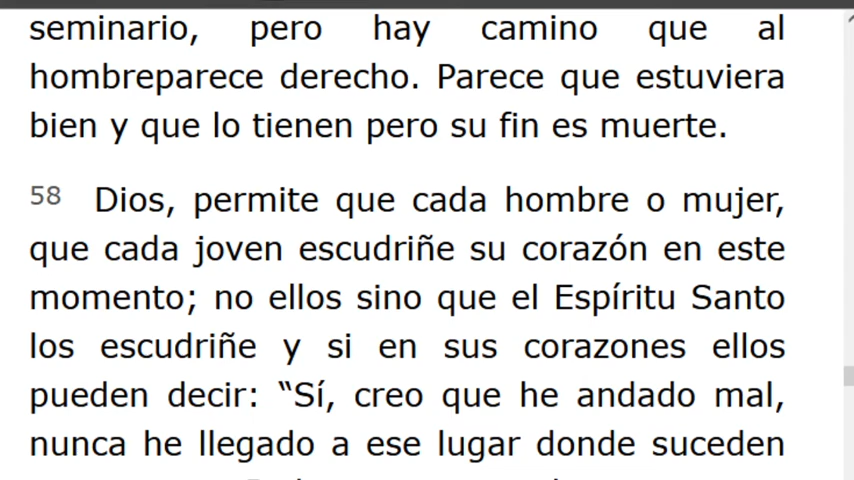 seminario, pero hay camino que al
hombreparece derecho. Parece que estuviera
bien y que lo tienen pero su fin es muerte.
58 Dios, permite que cada hombre o mujer,
que cada joven escudriñe su corazón en este
momento; no ellos sino que el Espíritu Santo
los escudriñe y si en sus corazones ellos
pueden decir: “Sí, creo que he andado mal,
nunca he llegado a ese lugar donde suceden